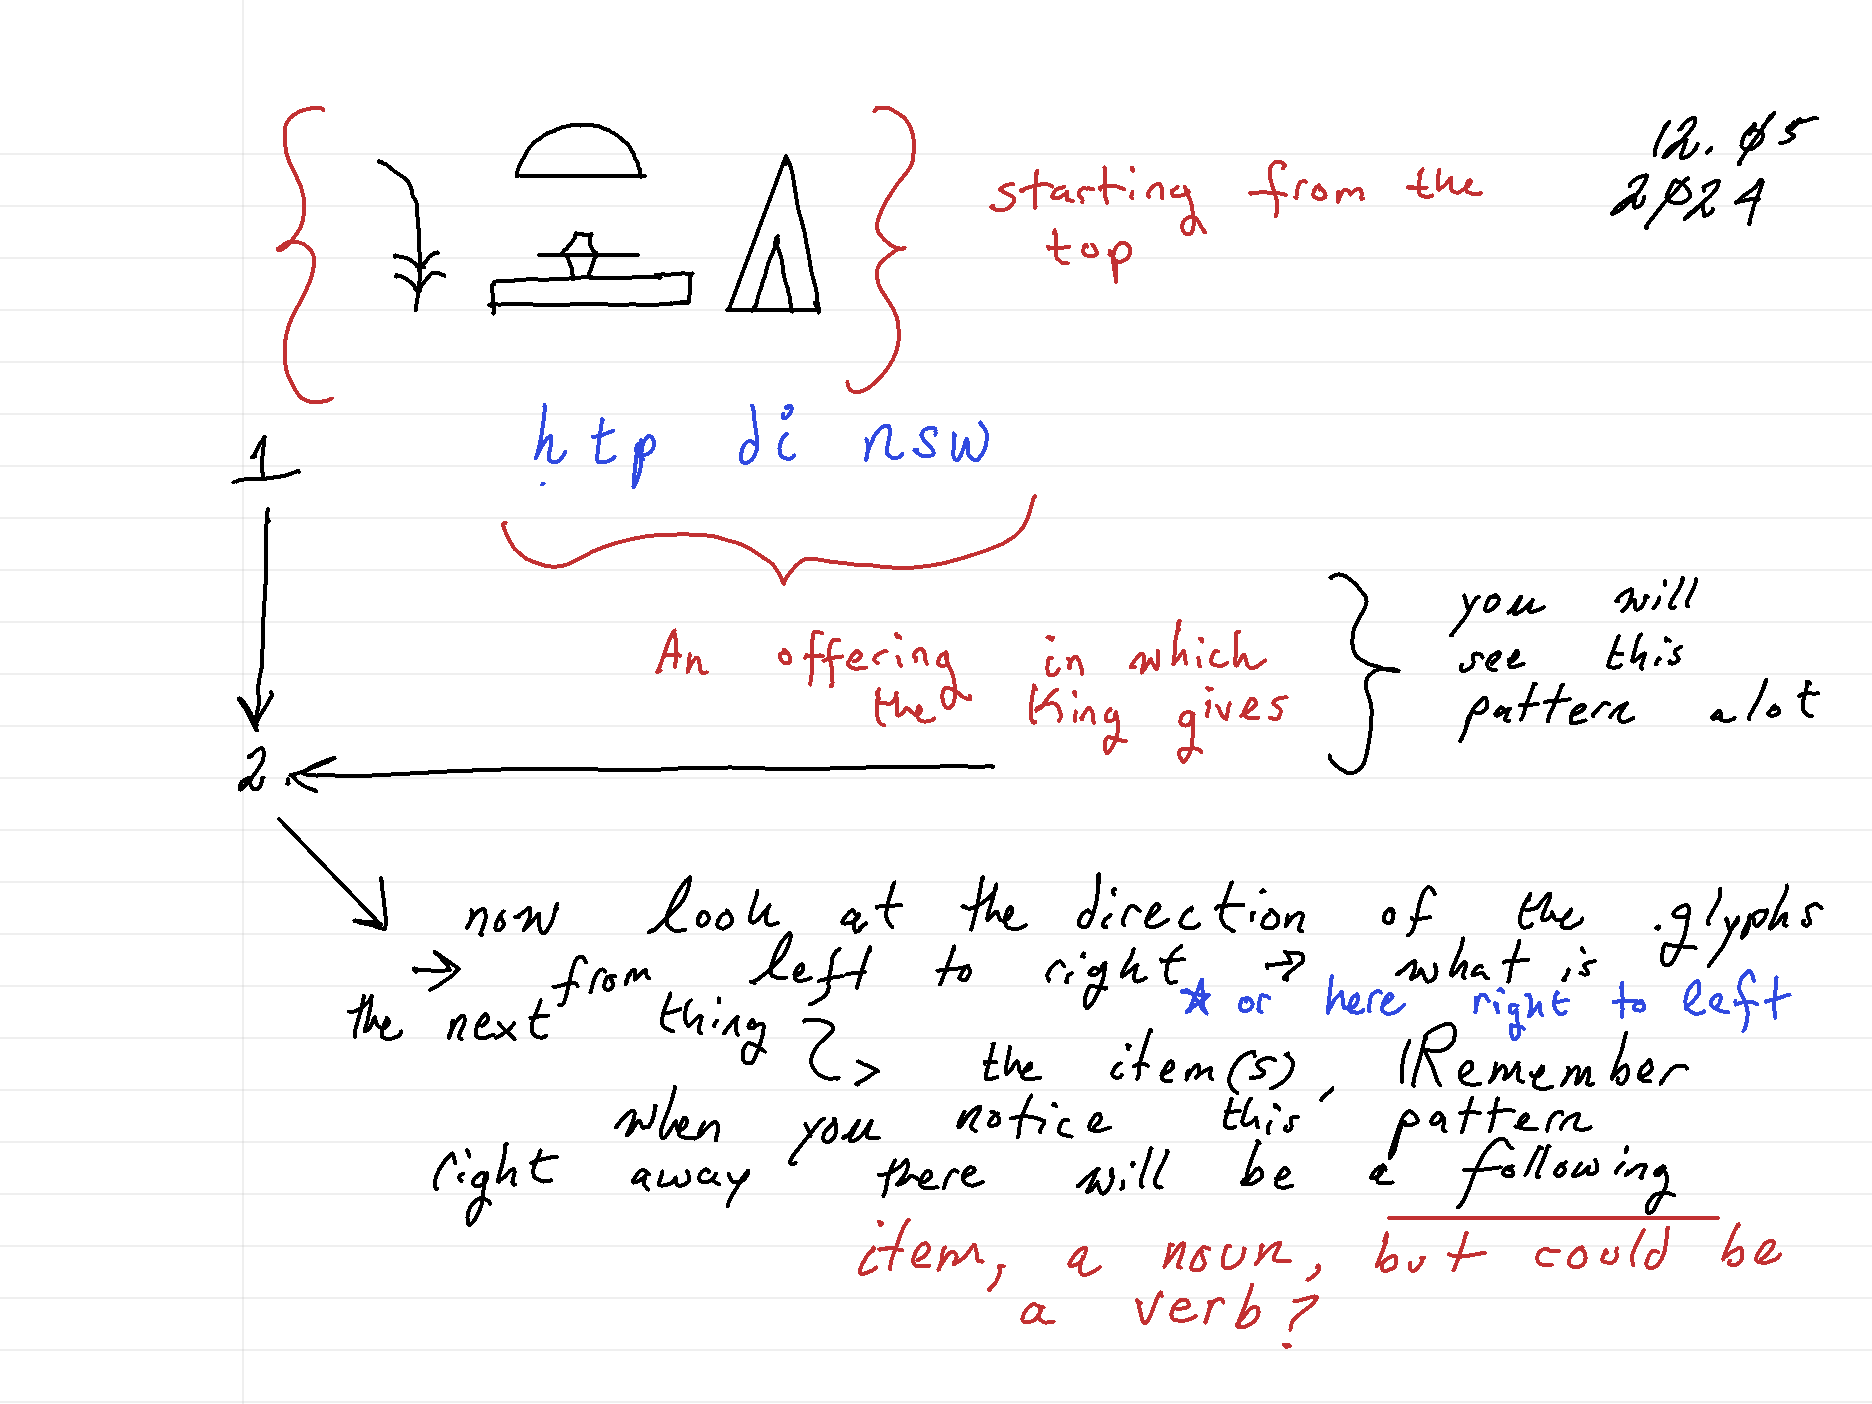 𓇓𓏏𓊵𓏙
starting from the
top
12.05
2024
1
ḥtp di nsw
An offering in which
the King gives
you will
see this
pattern alot
2.
now look at the direction of the glyphs
→ from left to right → what is
* or here right to left
the next thing
> the item(s). Remember
when you notice this pattern
right away there will be a following
item, a noun, but could be
a verb?